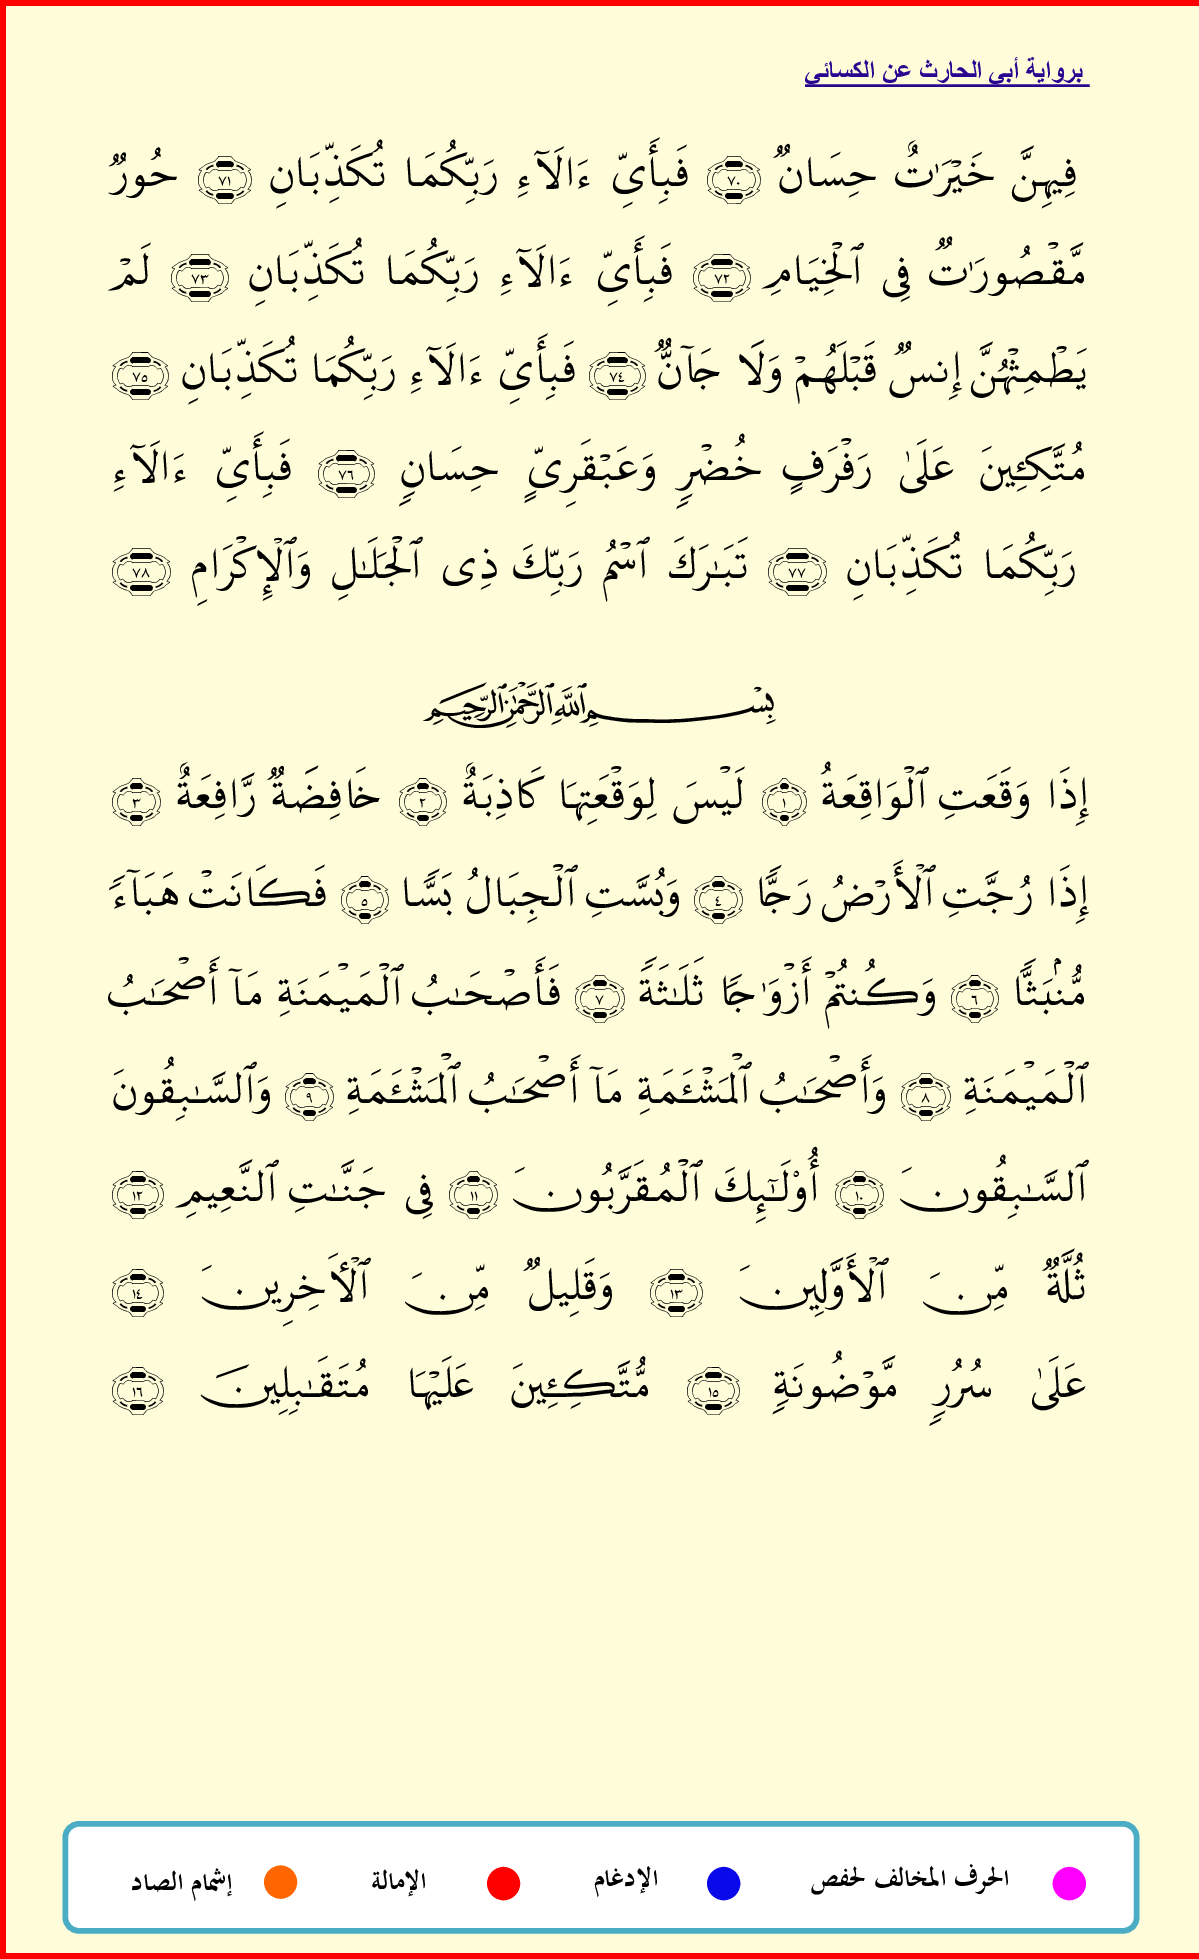 برواية أبي الحارث عن الكسائي
فِيهِنَّ خَيْرَٰتٌ حِسَانٌ ٧٠ فَبِأَىِّ ءَالَآءِ رَبِّكُمَا تُكَذِّبَانِ ٧١ حُورٌ
مَّقْصُورَٰتٌ فِى ٱلْخِيَامِ ٧٢ فَبِأَىِّ ءَالَآءِ رَبِّكُمَا تُكَذِّبَانِ ٧٣ لَمْ
يَطْمِثْهُنَّ إِنسٌ قَبْلَهُمْ وَلَا جَآنٌّ ٧٤ فَبِأَىِّ ءَالَآءِ رَبِّكُمَا تُكَذِّبَانِ ٧٥
مُتَّكِـِٔينَ عَلَىٰ رَفْرَفٍ خُضْرٍ وَعَبْقَرِىٍّ حِسَانٍ ٧٦ فَبِأَىِّ ءَالَآءِ
رَبِّكُمَا تُكَذِّبَانِ ٧٧ تَبَٰرَكَ ٱسْمُ رَبِّكَ ذِى ٱلْجَلَٰلِ وَٱلْإِكْرَامِ ٧٨
بِسْمِ ٱللَّهِ ٱلرَّحْمَٰنِ ٱلرَّحِيمِ
إِذَا وَقَعَتِ ٱلْوَاقِعَةُ ١ لَيْسَ لِوَقْعَتِهَا كَاذِبَةٌ ٢ خَافِضَةٌ رَّافِعَةٌ ٣
إِذَا رُجَّتِ ٱلْأَرْضُ رَجًّا ٤ وَبُسَّتِ ٱلْجِبَالُ بَسًّا ٥ فَكَانَتْ هَبَآءً
مُّنۢبَثًّا ٦ وَكُنتُمْ أَزْوَٰجًا ثَلَٰثَةً ٧ فَأَصْحَٰبُ ٱلْمَيْمَنَةِ مَآ أَصْحَٰبُ
ٱلْمَيْمَنَةِ ٨ وَأَصْحَٰبُ ٱلْمَشْـَٔمَةِ مَآ أَصْحَٰبُ ٱلْمَشْـَٔمَةِ ٩ وَٱلسَّٰبِقُونَ
ٱلسَّٰبِقُونَ ١٠ أُو۟لَٰٓئِكَ ٱلْمُقَرَّبُونَ ١١ فِى جَنَّٰتِ ٱلنَّعِيمِ ١٢
ثُلَّةٌ مِّنَ ٱلْأَوَّلِينَ ١٣ وَقَلِيلٌ مِّنَ ٱلْـَٔاخِرِينَ ١٤
عَلَىٰ سُرُرٍ مَّوْضُونَةٍ ١٥ مُّتَّكِـِٔينَ عَلَيْهَا مُتَقَٰبِلِينَ ١٦
الحرف المخالف لحفص الإدغام الإمالة إشمام الصاد